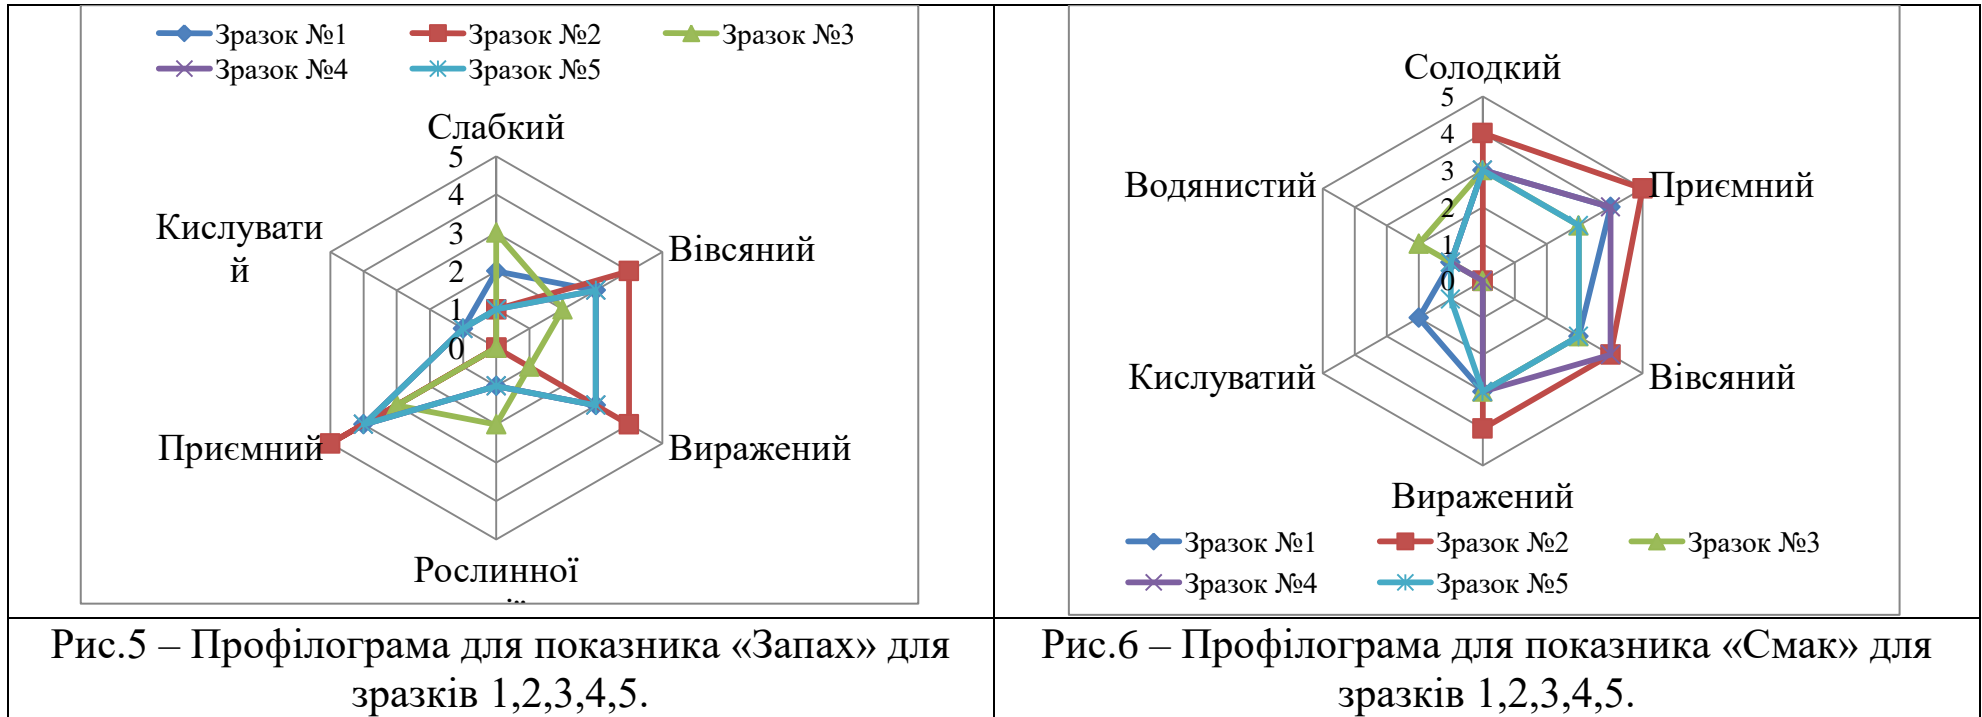 Зразок №1 Зразок №2 Зразок №3
Зразок №4 Зразок №5
Слабкий
5
4
3
2
1
0
Вівсяний
Виражений
Рослинної
Приємний
Кислувати
й
Рис.5 – Профілограма для показника «Запах» для
зразків 1,2,3,4,5.
Солодкий
5
4
3
2
1
0
Приємний
Вівсяний
Виражений
Кислуватий
Водянистий
Зразок №1 Зразок №2 Зразок №3
Зразок №4 Зразок №5
Рис.6 – Профілограма для показника «Смак» для
зразків 1,2,3,4,5.